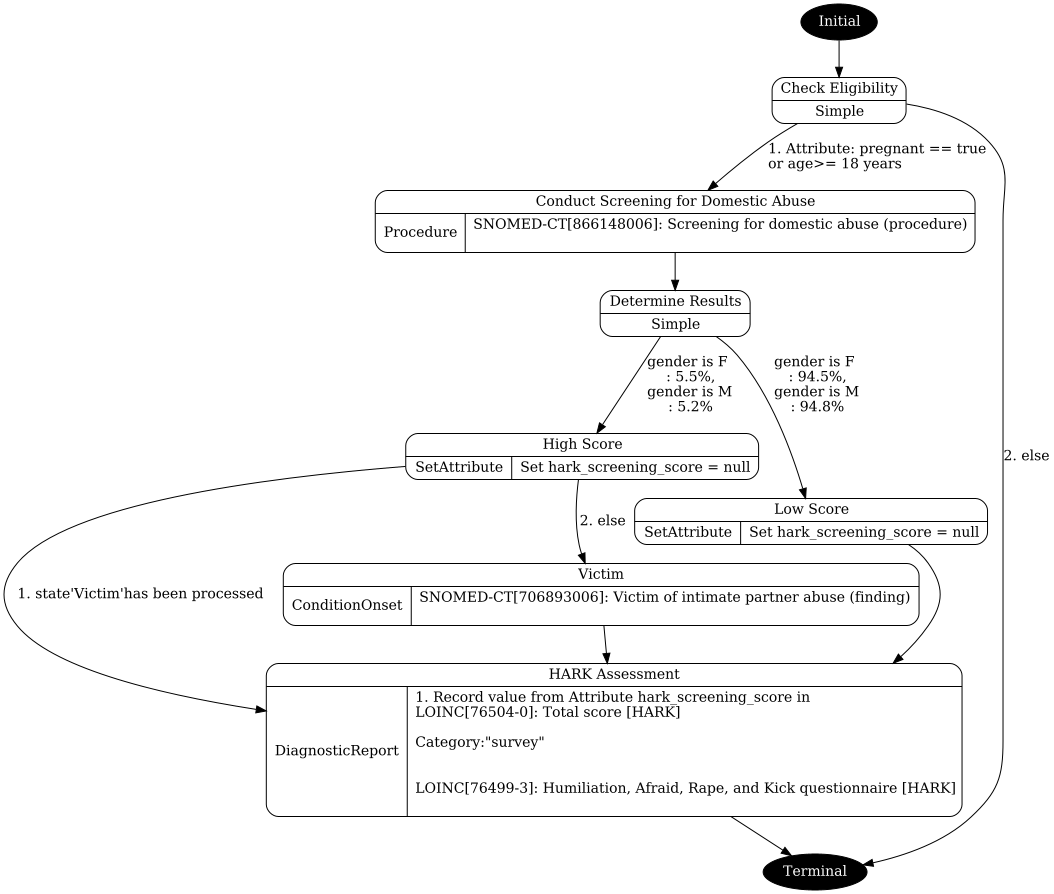 Initial
Check Eligibility
Simple
1. Attribute: pregnant == true
or age>= 18 years
Conduct Screening for Domestic Abuse
Procedure
SNOMED-CT[866148006]: Screening for domestic abuse (procedure)
Determine Results
Simple
gender is F
: 5.5%,
gender is M
: 5.2%
gender is F
: 94.5%,
gender is M
: 94.8%
2. else
High Score
SetAttribute
Set hark_screening_score = null
Low Score
SetAttribute
Set hark_screening_score = null
2. else
1. state'Victim'has been processed
Victim
ConditionOnset
SNOMED-CT[706893006]: Victim of intimate partner abuse (finding)
HARK Assessment
DiagnosticReport
1. Record value from Attribute hark_screening_score in
LOINC[76504-0]: Total score [HARK]
Category:"survey"
LOINC[76499-3]: Humiliation, Afraid, Rape, and Kick questionnaire [HARK]
Terminal